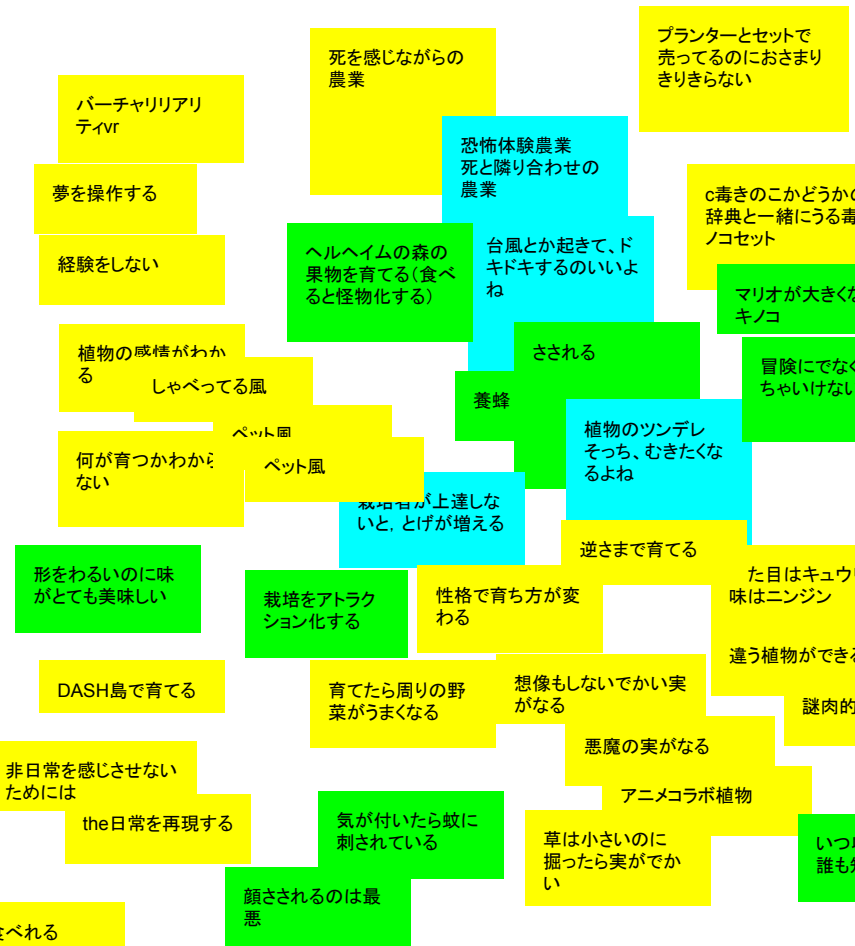 死を感じながらの
農業
プランターとセットで
売ってるのにおさまり
きりきらない
バーチャリリアリ
ティvr
恐怖体験農業
死と隣り合わせの
農業
夢を操作する
c毒きのこかどうかの
辞典と一緒にうる毒
ノコセット
経験をしない
ヘルヘイムの森の
果物を育てる(食べ
ると怪物化する)
台風とか起きて、ド
キドキするのいいよ
ね
マリオが大きくな
キノコ
植物の感情がわか
る
しゃべってる風
さされる
冒険にでなく
ちゃいけない
養蜂
ペット風
ペット風
植物のツンデレ
そっち、むきたくな
るよね
何が育つかわから
ない
栽培者が上達しな
いと, とげが増える
逆さまで育てる
形をわるいのに味
がとても美味しい
栽培をアトラク
ション化する
性格で育ち方が変
わる
た目はキュウ
味はニンジン
違う植物ができ
DASH島で育てる
育てたら周りの野
菜がうまくなる
想像もしないでかい実
がなる
謎肉的
悪魔の実がなる
非日常を感じさせない
ためには
アニメコラボ植物
the日常を再現する
気が付いたら蚊に
刺されている
草は小さいのに
掘ったら実がでか
い
いつ
誰も
顔さされるのは最
悪
べれる